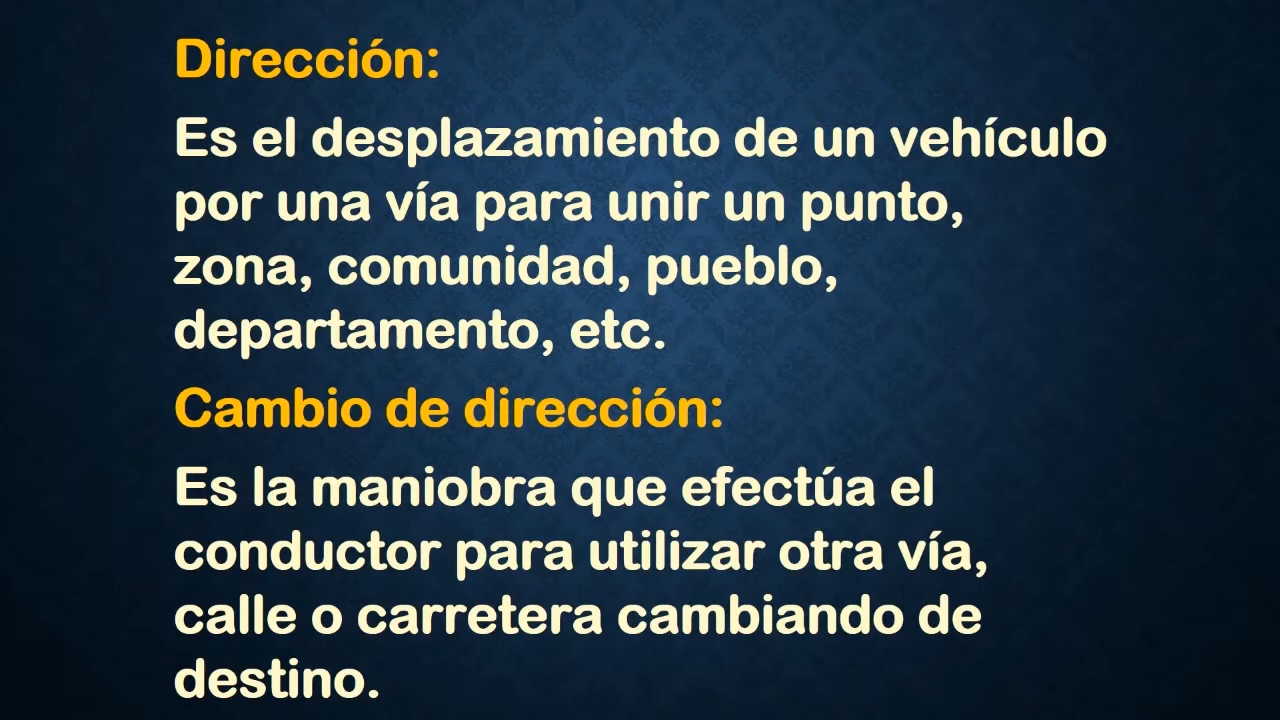 Dirección:
Es el desplazamiento de un vehículo
por una vía para unir un punto,
zona, comunidad, pueblo,
departamento, etc.
Cambio de dirección:
Es la maniobra que efectúa el
conductor para utilizar otra vía,
calle o carretera cambiando de
destino.